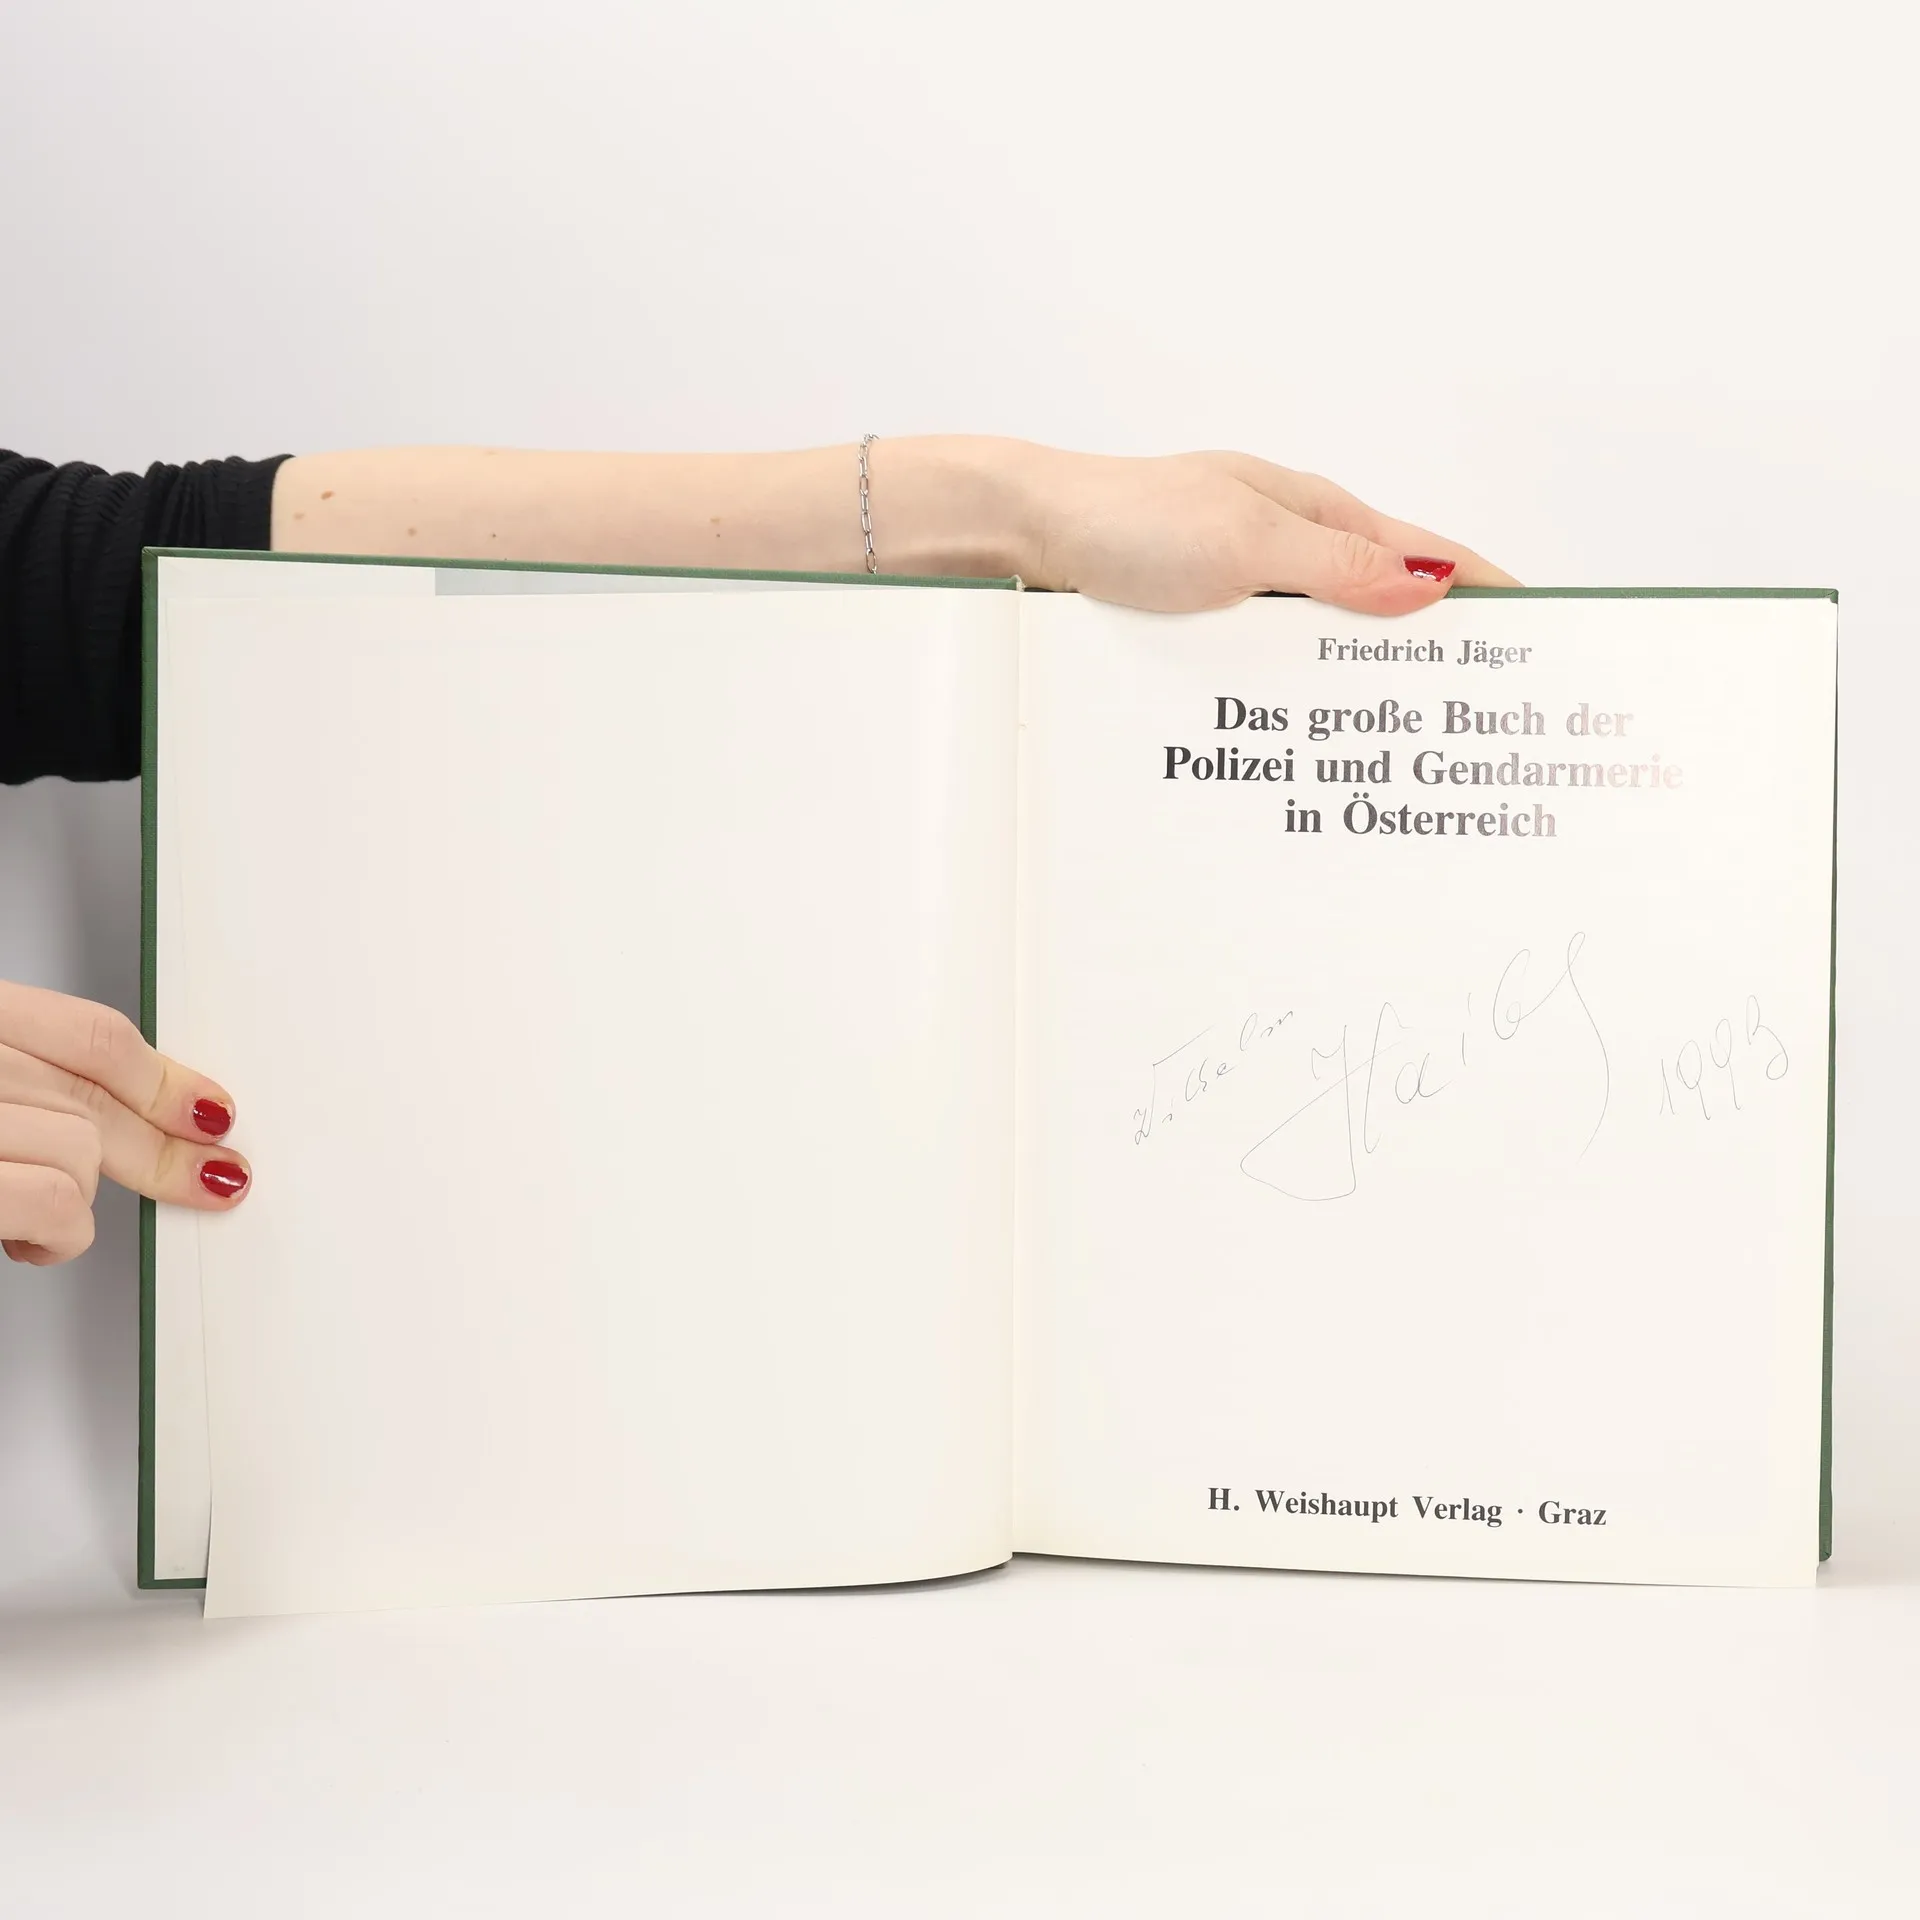 Friedrich Jäger
Das große Buch der
Polizei und Gendarmerie
in Österreich
1993
H. Weishaupt Verlag · Graz